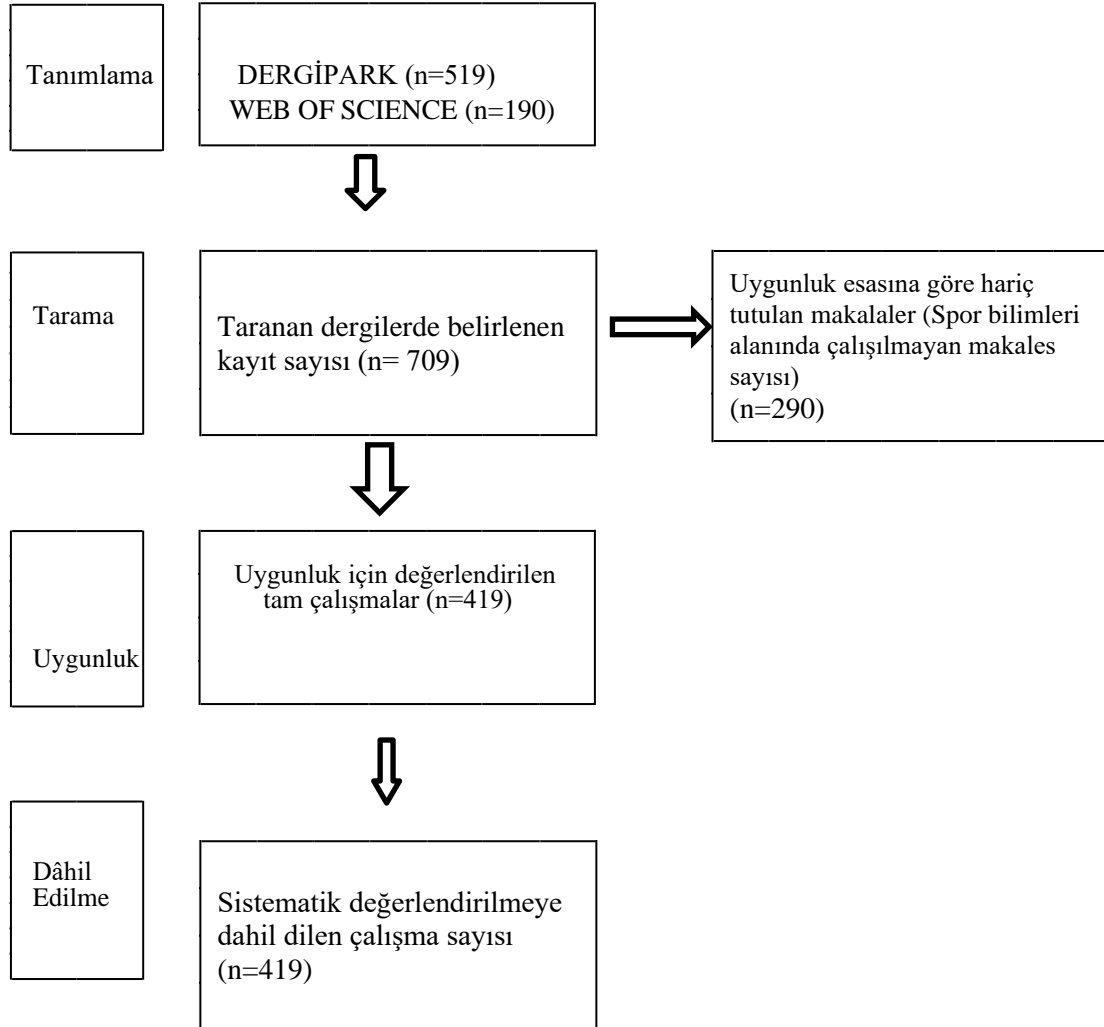 Tanımlama
DERGİPARK (n=519)
WEB OF SCIENCE (n=190)
Tarama
Taranan dergilerde belirlenen
kayıt sayısı (n= 709)
Uygunluk esasına göre hariç
tutulan makalaler (Spor bilimleri
alanında çalışılmayan makales
sayısı)
(n=290)
Uygunluk
Uygunluk için değerlendirilen
tam çalışmalar (n=419)
Dâhil
Edilme
Sistematik değerlendirilmeye
dahil dilen çalışma sayısı
(n=419)